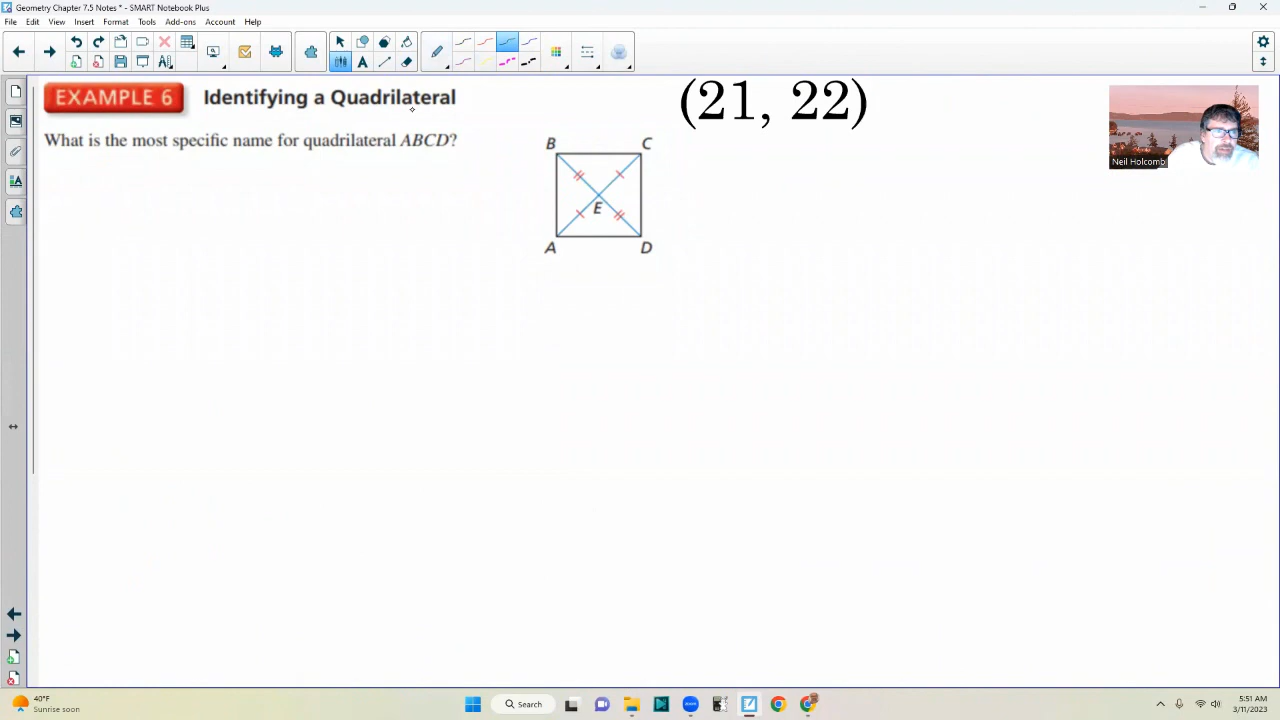 Geometry Chapter 7.5 Notes * - SMART Notebook Plus
File Edit View Insert Format Tools Add-ons Account Help
EXAMPLE 6 Identifying a Quadrilateral
(21, 22)
What is the most specific name for quadrilateral ABCD?
B C
E
A D
Neil Holcomb
40°F
Sunrise soon
Search
5:51 AM
3/11/2023